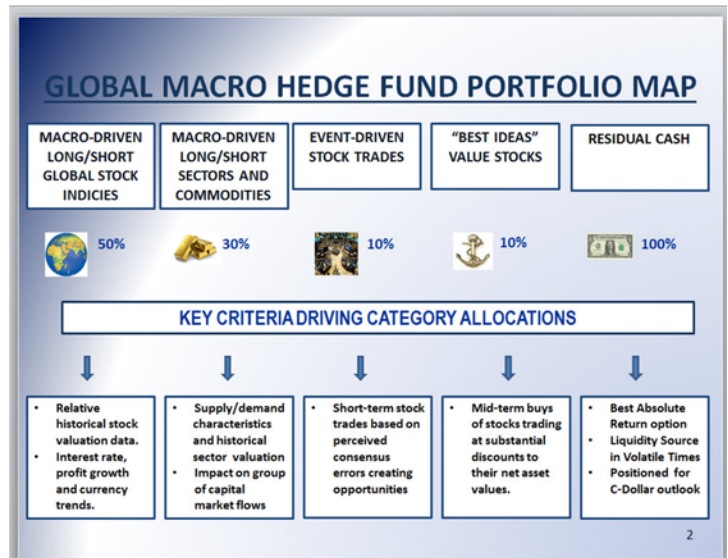 GLOBAL MACRO HEDGE FUND PORTFOLIO MAP
MACRO-DRIVEN
LONG/SHORT
GLOBAL STOCK
INDICIES
MACRO-DRIVEN
LONG/SHORT
SECTORS AND
COMMODITIES
EVENT-DRIVEN
STOCK TRADES
“BEST IDEAS”
VALUE STOCKS
RESIDUAL CASH
50%
30%
10%
10%
100%
KEY CRITERIA DRIVING CATEGORY ALLOCATIONS
• Relative
historical stock
valuation data.
• Interest rate,
profit growth
and currency
trends.
• Supply/demand
characteristics
and historical
sector valuation
• Impact on group
of capital
market flows
• Short-term stock
trades based on
perceived
consensus
errors creating
opportunities
• Mid-term buys
of stocks trading
at substantial
discounts to
their net asset
values.
• Best Absolute
Return option
• Liquidity Source
in Volatile Times
• Positioned for
C-Dollar outlook
2